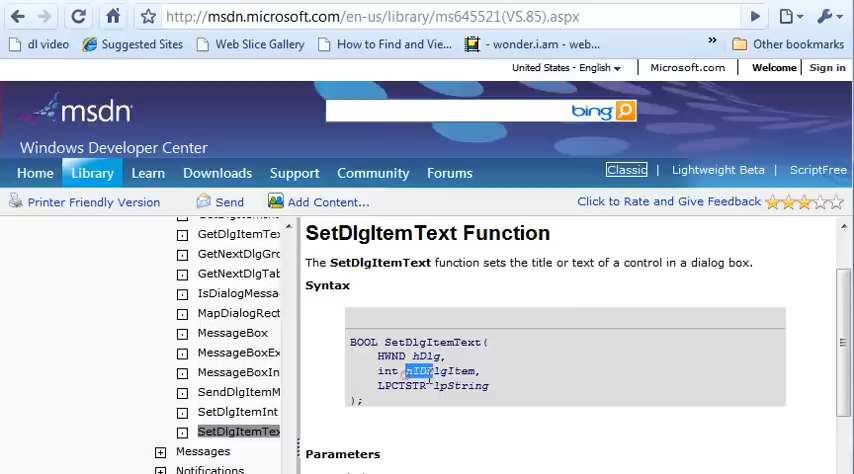 http://msdn.microsoft.com/en-us/library/ms645521(VS.85).aspx
dl video Suggested Sites Web Slice Gallery How to Find and Vie... - wonder.i.am - web... » Other bookmarks
United States - English Microsoft.com Welcome Sign in
msdn bing
Windows Developer Center
Home Library Learn Downloads Support Community Forums Classic | Lightweight Beta | ScriptFree
Printer Friendly Version Send Add Content... Click to Rate and Give Feedback
GetDlgItemTex
GetNextDlgGro
GetNextDlgTab
IsDialogMessa
MapDialogRect
MessageBox
MessageBoxEx
MessageBoxIn
SendDlgItemM
SetDlgItemInt
SetDlgItemTex
Messages
Notifications
SetDlgItemText Function
The SetDlgItemText function sets the title or text of a control in a dialog box.
Syntax
BOOL SetDlgItemText(
HWND hDlg,
int nIDDlgItem,
LPCTSTR lpString
);
Parameters